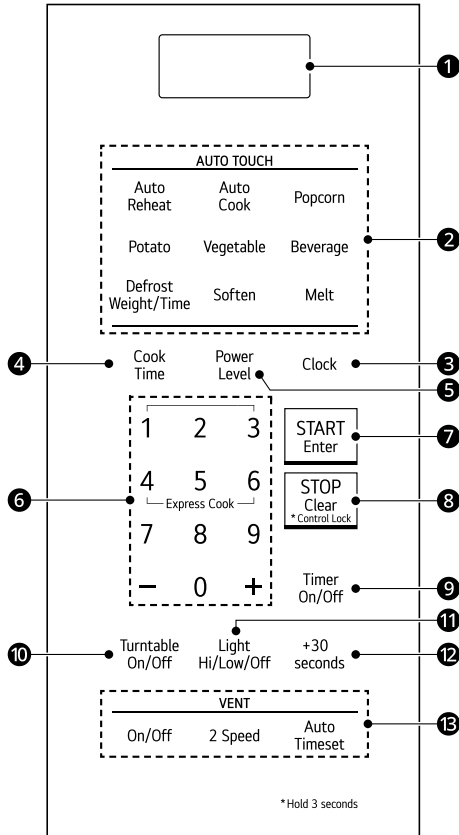 1
AUTO TOUCH
Auto Reheat
Auto Cook
Popcorn
2
Potato
Vegetable
Beverage
Defrost Weight/Time
Soften
Melt
4
Cook Time
Power Level
Clock
3
5
1 2 3
START
Enter
7
4 5 6
Express Cook
6
STOP
Clear
*Control Lock
8
7 8 9
− 0 +
Timer On/Off
9
11
10
Turntable On/Off
Light Hi/Low/Off
+30 seconds
12
VENT
On/Off
2 Speed
Auto Timeset
13
*Hold 3 seconds